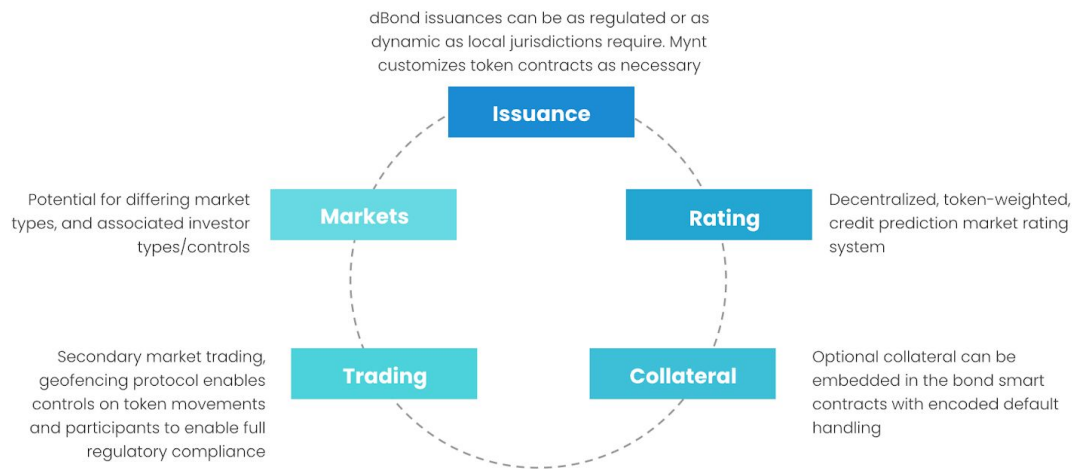 dBond issuances can be as regulated or as
dynamic as local jurisdictions require. Mynt
customizes token contracts as necessary
Issuance
Potential for differing market
types, and associated investor
types/controls
Markets
Rating
Decentralized, token-weighted,
credit prediction market rating
system
Secondary market trading,
geofencing protocol enables
controls on token movements
and participants to enable full
regulatory compliance
Trading
Collateral
Optional collateral can be
embedded in the bond smart
contracts with encoded default
handling